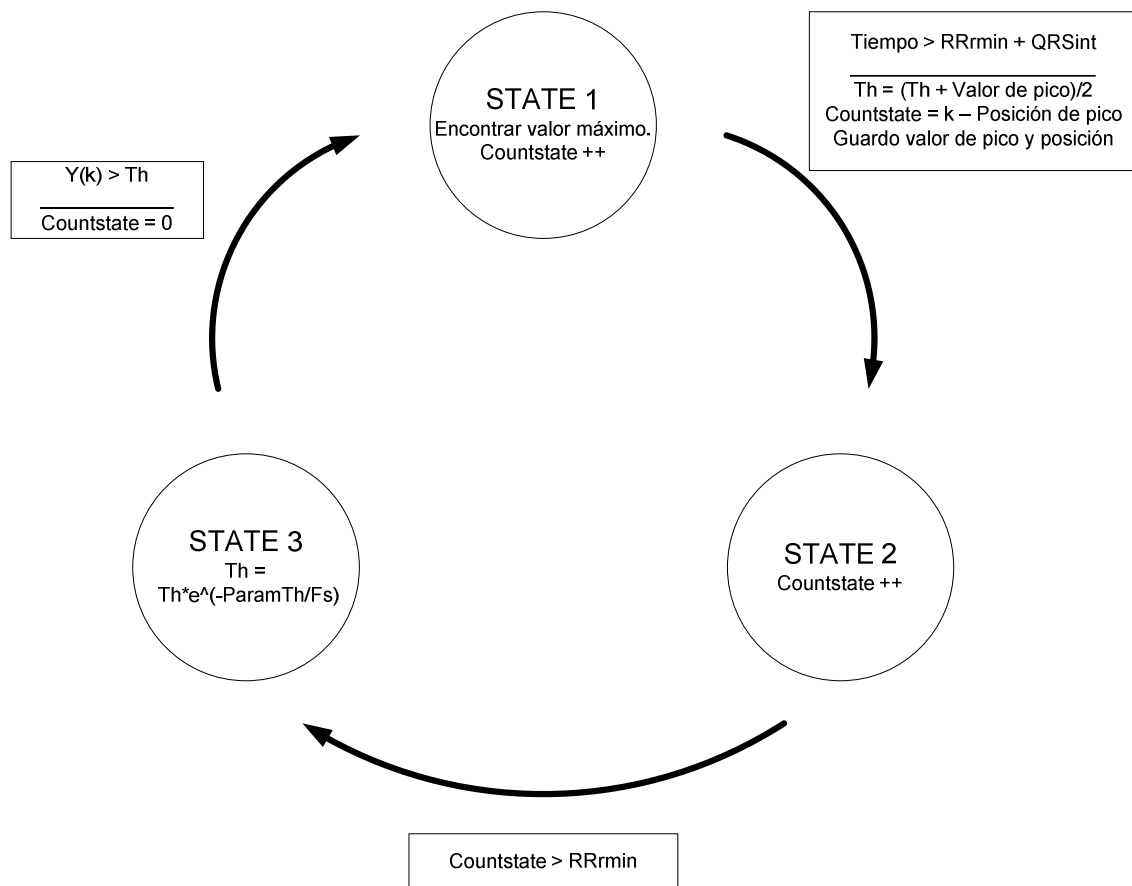 STATE 1
Encontrar valor máximo.
Countstate ++
Tiempo > RRrmin + QRSint
Th = (Th + Valor de pico)/2
Countstate = k – Posición de pico
Guardo valor de pico y posición
Y(k) > Th
Countstate = 0
STATE 3
Th =
Th*e^(-ParamTh/Fs)
STATE 2
Countstate ++
Countstate > RRrmin